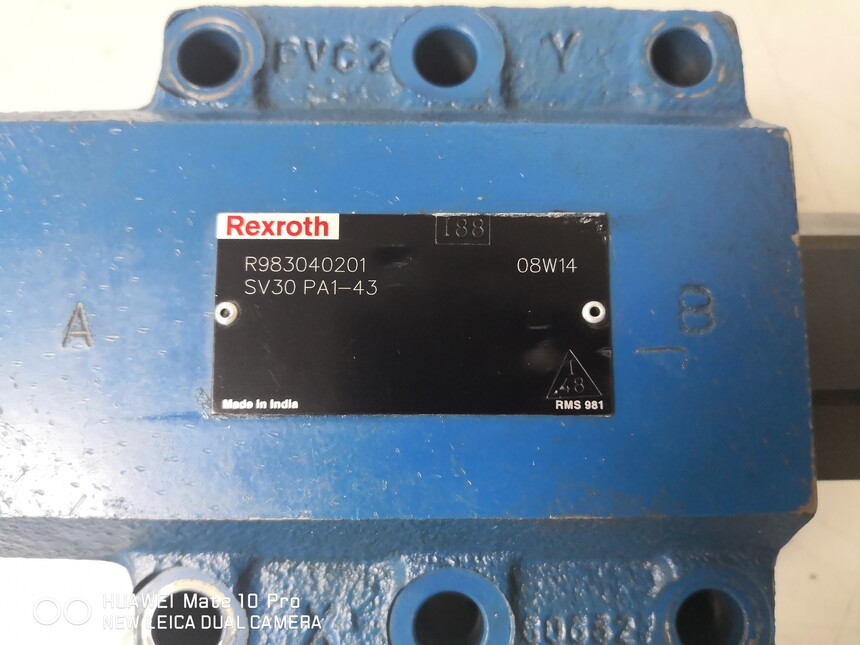 FVC2 Y
Rexroth
188
R983040201 08W14
SV30 PA1-43
A
8
1
48
Made in India
RMS 981
HUAWEI Mate 10 Pro
NEW LEICA DUAL CAMERA